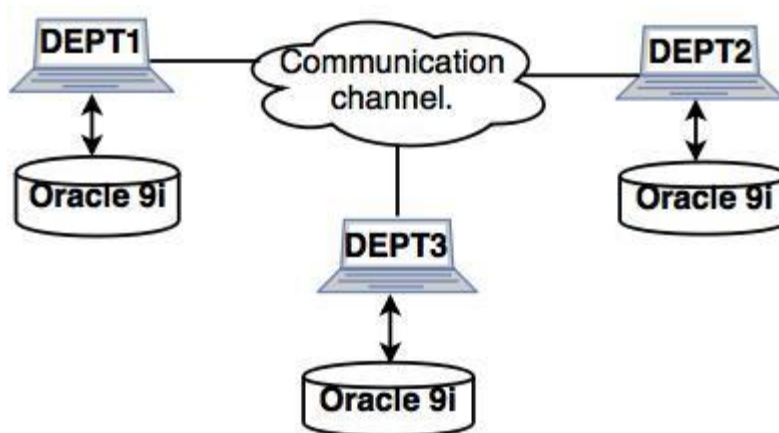 DEPT1
Communication
channel.
DEPT2
Oracle 9i
Oracle 9i
DEPT3
Oracle 9i